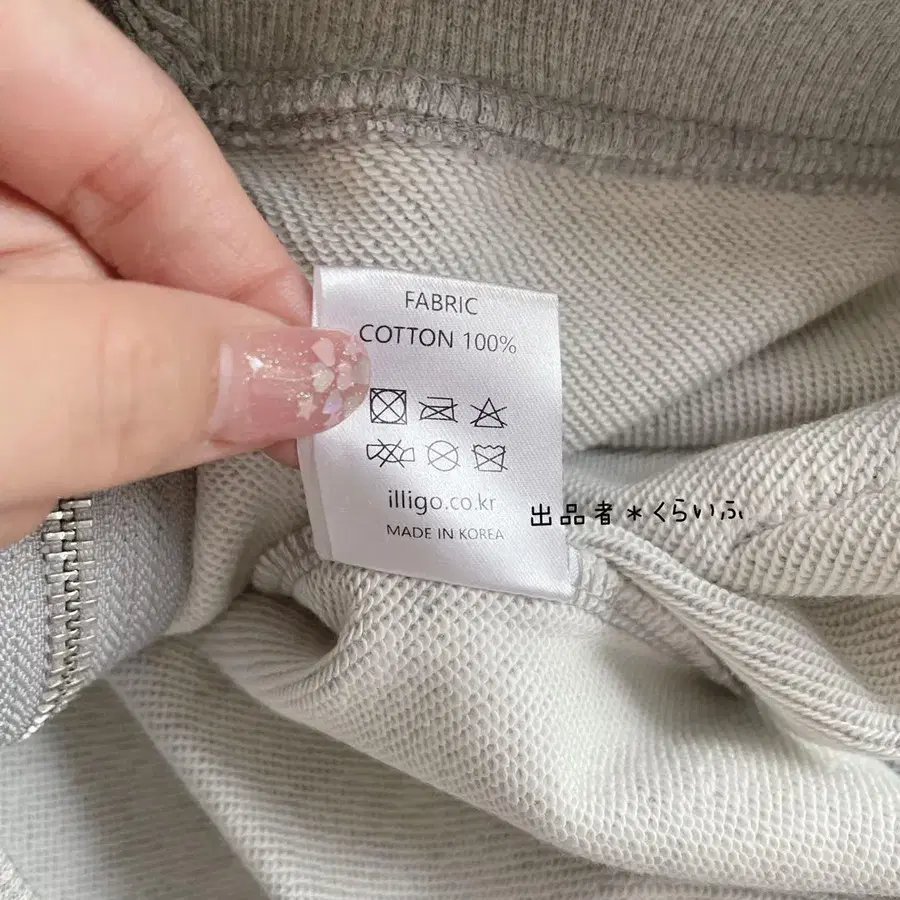 FABRIC
COTTON 100%
illigo.co.kr
MADE IN KOREA
出品者*くらいふ